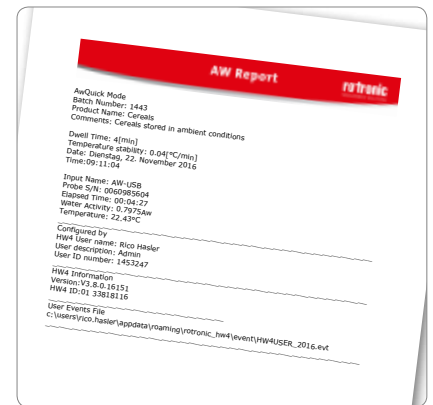 AW Report
rotronic
AwQuick Mode
Batch Number: 1443
Product Name: Cereals
Comments: Cereals stored in ambient conditions
Dwell Time: 4[min]
Temperature stability: 0.04[°C/min]
Date: Dienstag, 22. November 2016
Time:09:11:04
Input Name: AW-USB
Probe S/N: 0060985604
Elapsed Time: 00:04:27
Water Activity: 0,7975Aw
Temperature: 22,43°C
Configured by
HW4 User name: Rico Hasler
User description: Admin
User ID number: 1453247
HW4 Information
Version:V3.8-0.16151
HW4 ID:01 33818116
User Events File
c:\users\rico.hasler\appdata\roaming\rotronic_hw4\event\HW4USER_2016.evt